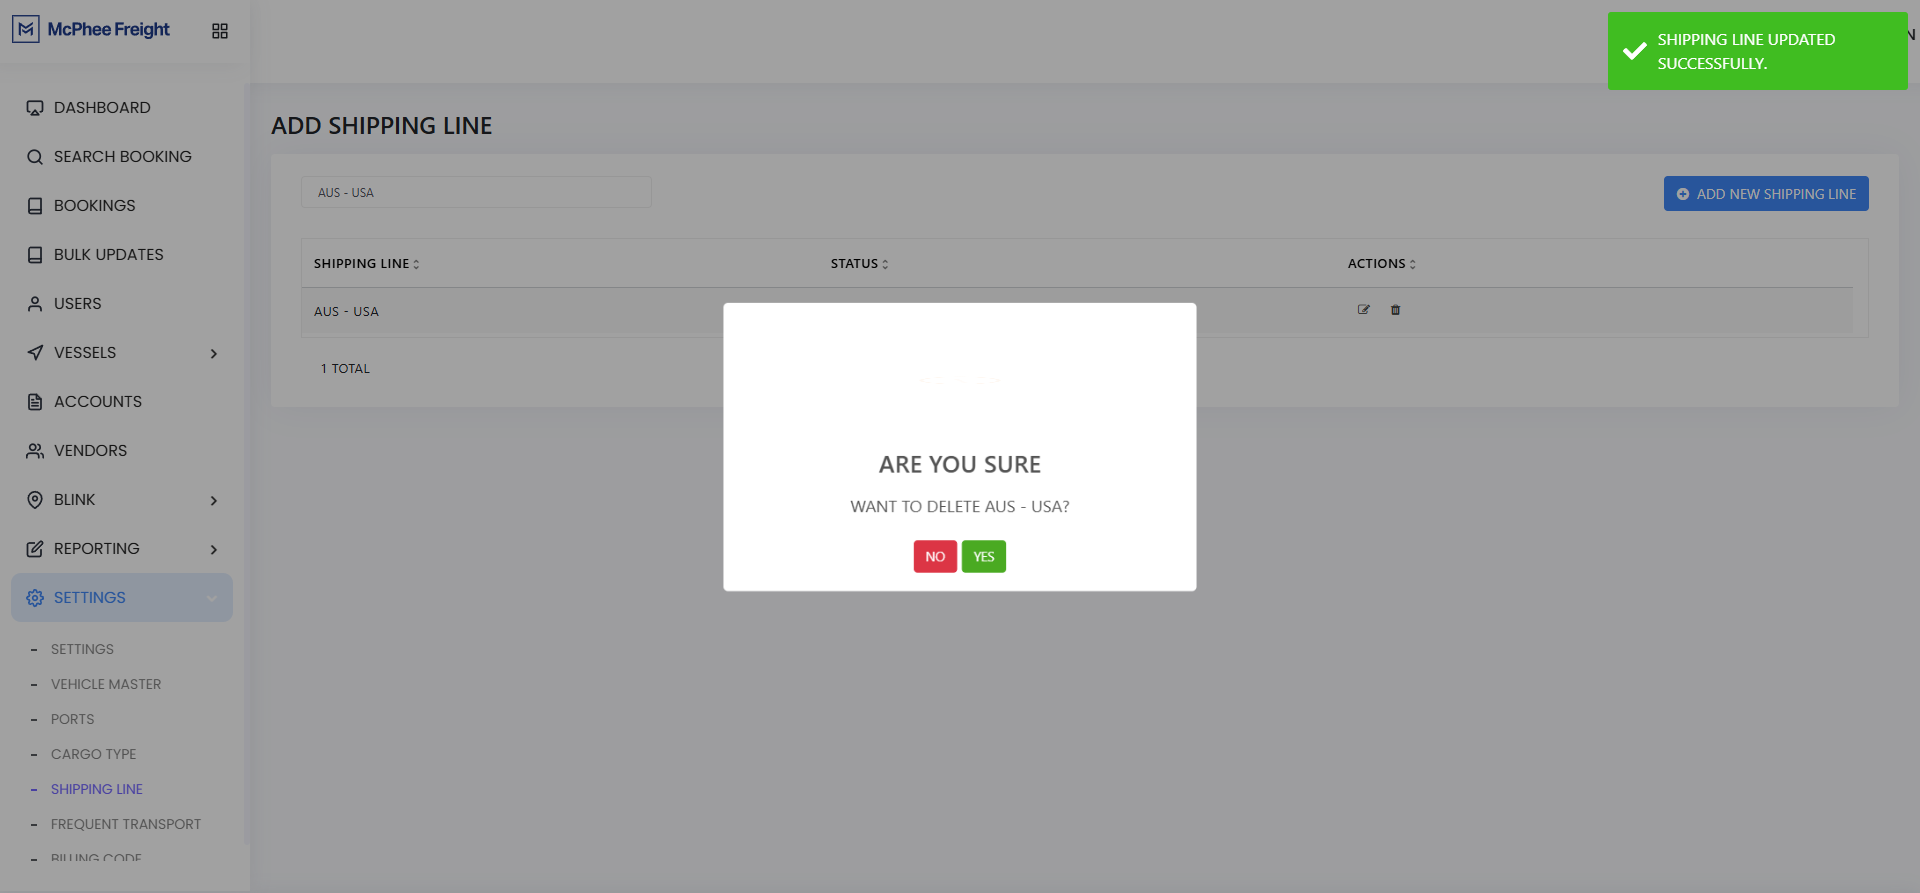 McPhee Freight
SHIPPING LINE UPDATED
SUCCESSFULLY.
N
DASHBOARD
SEARCH BOOKING
BOOKINGS
BULK UPDATES
USERS
VESSELS
ACCOUNTS
VENDORS
BLINK
REPORTING
SETTINGS
SETTINGS
VEHICLE MASTER
PORTS
CARGO TYPE
SHIPPING LINE
FREQUENT TRANSPORT
BILLING CODE
ADD SHIPPING LINE
AUS - USA
ADD NEW SHIPPING LINE
SHIPPING LINE STATUS ACTIONS
AUS - USA
1 TOTAL
ARE YOU SURE
WANT TO DELETE AUS - USA?
NO YES